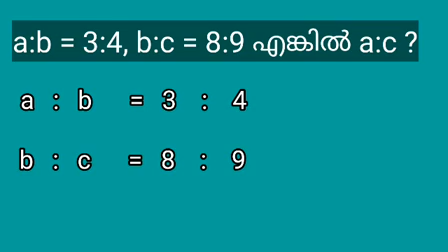 a:b = 3:4, b:c = 8:9 എങ്കിൽ a:c ?
a : b = 3 : 4
b : c = 8 : 9